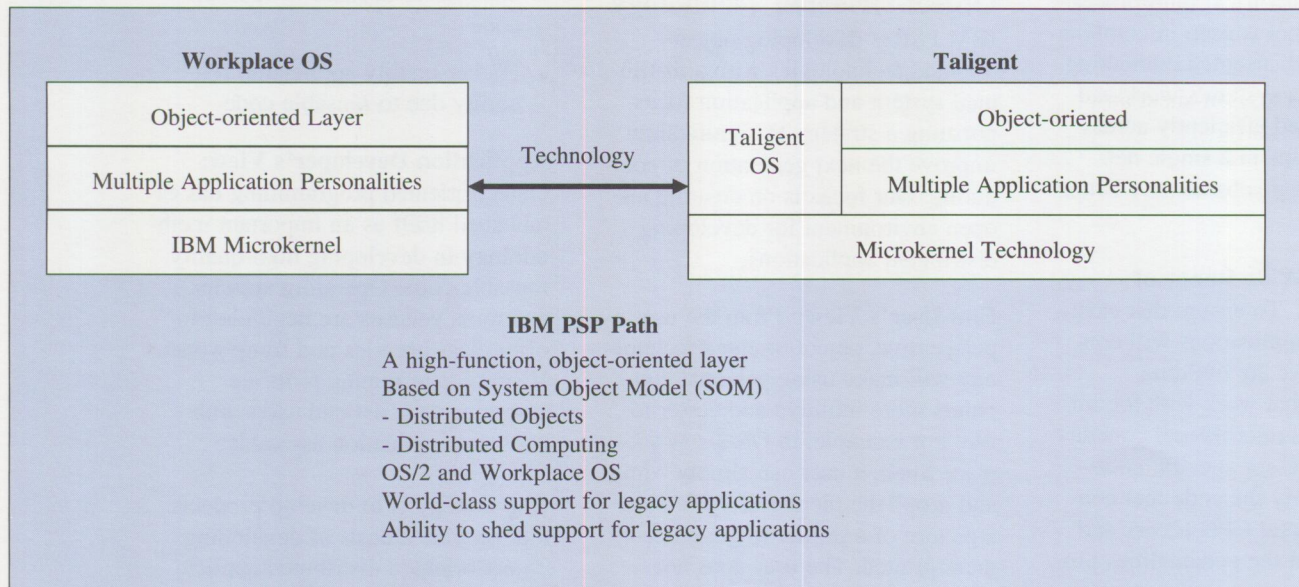 Workplace OS
Object-oriented Layer
Multiple Application Personalities
IBM Microkernel
Technology
Taligent
Taligent
OS
Object-oriented
Multiple Application Personalities
Microkernel Technology
IBM PSP Path
A high-function, object-oriented layer
Based on System Object Model (SOM)
- Distributed Objects
- Distributed Computing
OS/2 and Workplace OS
World-class support for legacy applications
Ability to shed support for legacy applications